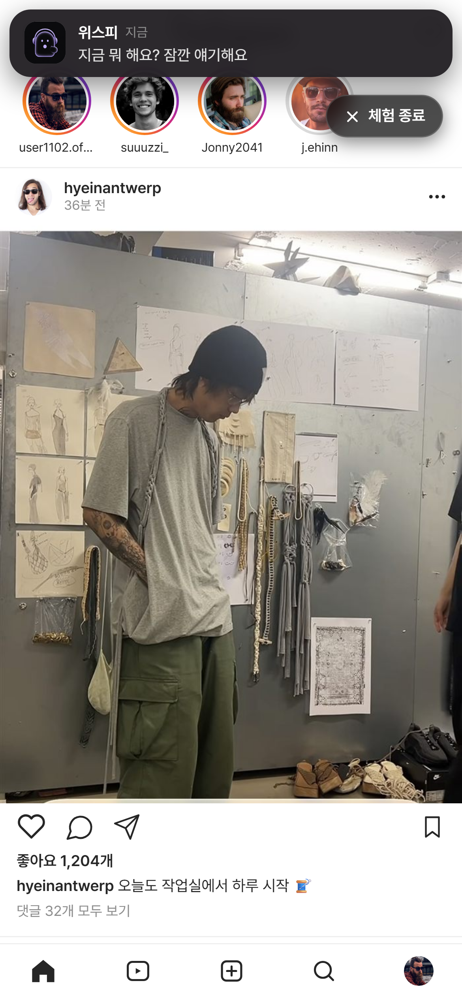 위스피 지금
지금 뭐 해요? 잠깐 얘기해요
체험 종료
user1102.of...
suuuzzi_
Jonny2041
j.ehinn
hyeinantwerp
36분 전
좋아요 1,204개
hyeinantwerp 오늘도 작업실에서 하루 시작 🧵
댓글 32개 모두 보기